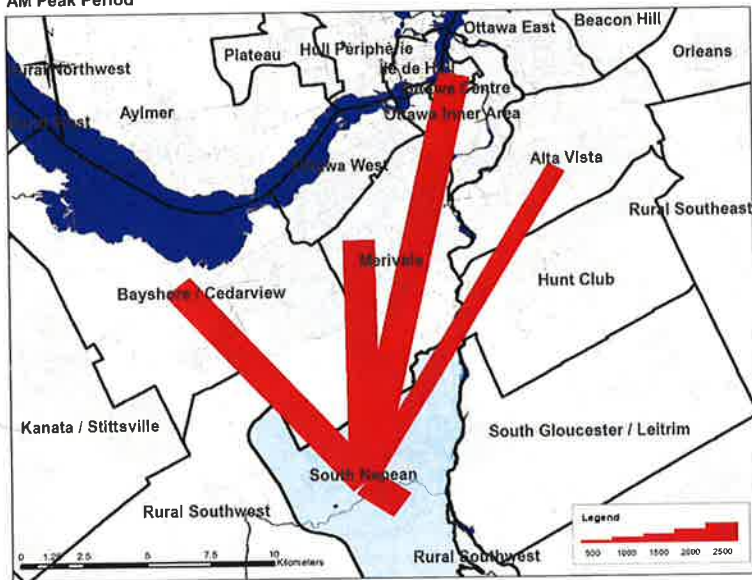 AM Peak Period
Ottawa East
Beacon Hill
Plateau
Hull Périphérie
Orleans
Île de Hull
Rural Northwest
Ottawa Centre
Aylmer
Ottawa Inner Area
Ottawa West
Alta Vista
Rural Southeast
Merivale
Hunt Club
Bayshore / Cedarview
Kanata / Stittsville
South Gloucester / Leitrim
South Nepean
Rural Southwest
Legend
500 1000 1500 2000 2500
0 1.25 2.5 5 7.5 10
Kilometers
Rural Southwest